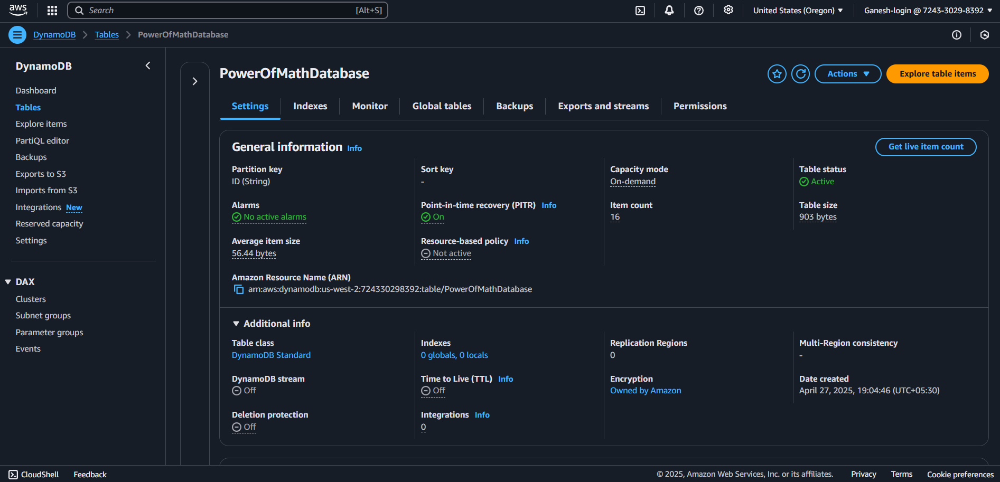 aws
Search [Alt+S]
United States (Oregon)
Ganesh-login @ 7243-3029-8392
DynamoDB
Tables
PowerOfMathDatabase
DynamoDB
Dashboard
Tables
Explore items
PartiQL editor
Backups
Exports to S3
Imports from S3
Integrations New
Reserved capacity
Settings
DAX
Clusters
Subnet groups
Parameter groups
Events
PowerOfMathDatabase
Actions
Explore table items
Settings
Indexes
Monitor
Global tables
Backups
Exports and streams
Permissions
General information Info
Get live item count
Partition key
ID (String)
Sort key
-
Capacity mode
On-demand
Table status
Active
Alarms
No active alarms
Point-in-time recovery (PITR) Info
On
Item count
16
Table size
903 bytes
Average item size
56.44 bytes
Resource-based policy Info
Not active
Amazon Resource Name (ARN)
arn:aws:dynamodb:us-west-2:724330298392:table/PowerOfMathDatabase
Additional info
Table class
DynamoDB Standard
Indexes
0 globals, 0 locals
Replication Regions
0
Multi-Region consistency
-
DynamoDB stream
Off
Time to Live (TTL) Info
Off
Encryption
Owned by Amazon
Date created
April 27, 2025, 19:04:46 (UTC+05:30)
Deletion protection
Off
Integrations Info
0
CloudShell
Feedback
© 2025, Amazon Web Services, Inc. or its affiliates.
Privacy
Terms
Cookie preferences